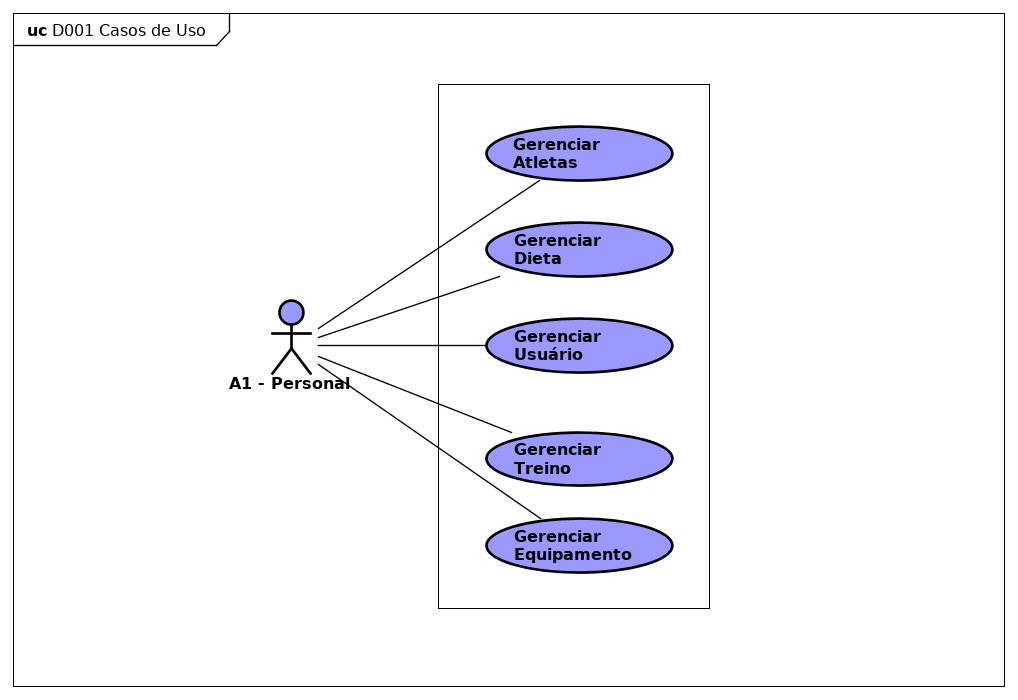 uc D001 Casos de Uso
Gerenciar
Atletas
Gerenciar
Dieta
Gerenciar
Usuário
A1 - Personal
Gerenciar
Treino
Gerenciar
Equipamento